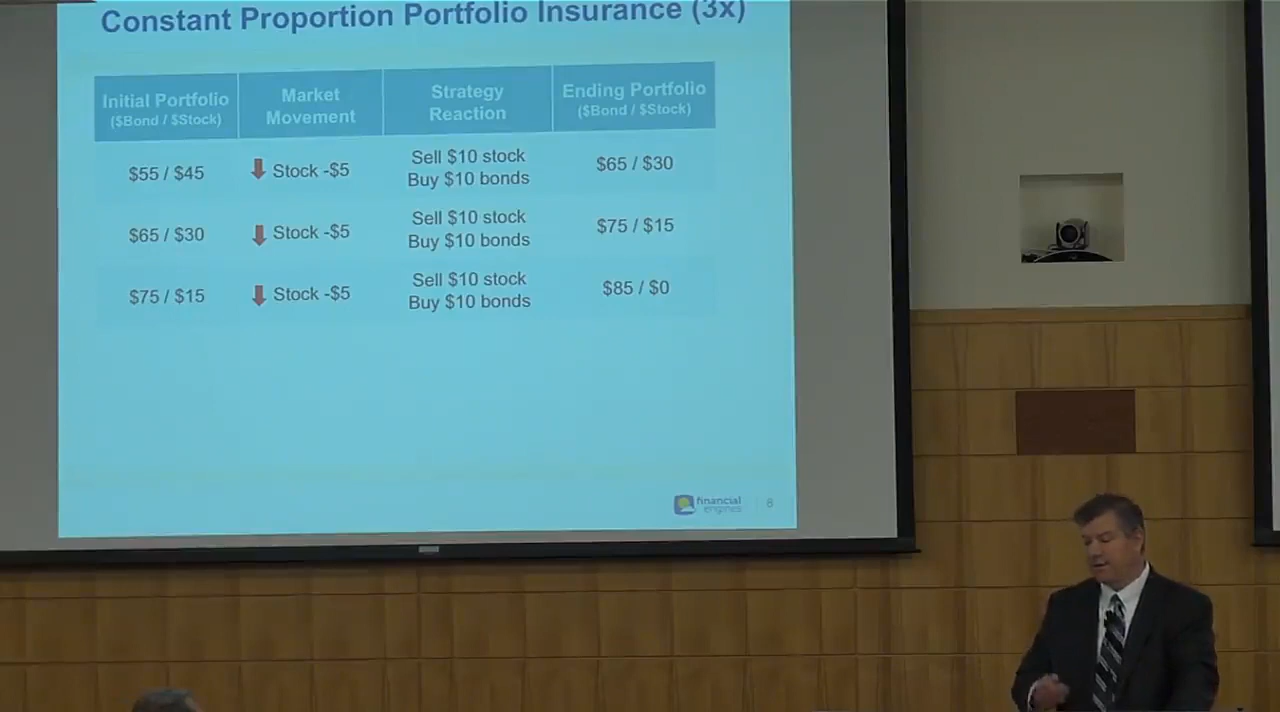 Constant Proportion Portfolio Insurance (3x)
Initial Portfolio
($Bond / $Stock)
Market
Movement
Strategy
Reaction
Ending Portfolio
($Bond / $Stock)
$55 / $45
Stock -$5
Sell $10 stock
Buy $10 bonds
$65 / $30
$65 / $30
Stock -$5
Sell $10 stock
Buy $10 bonds
$75 / $15
$75 / $15
Stock -$5
Sell $10 stock
Buy $10 bonds
$85 / $0
financial
engines
8